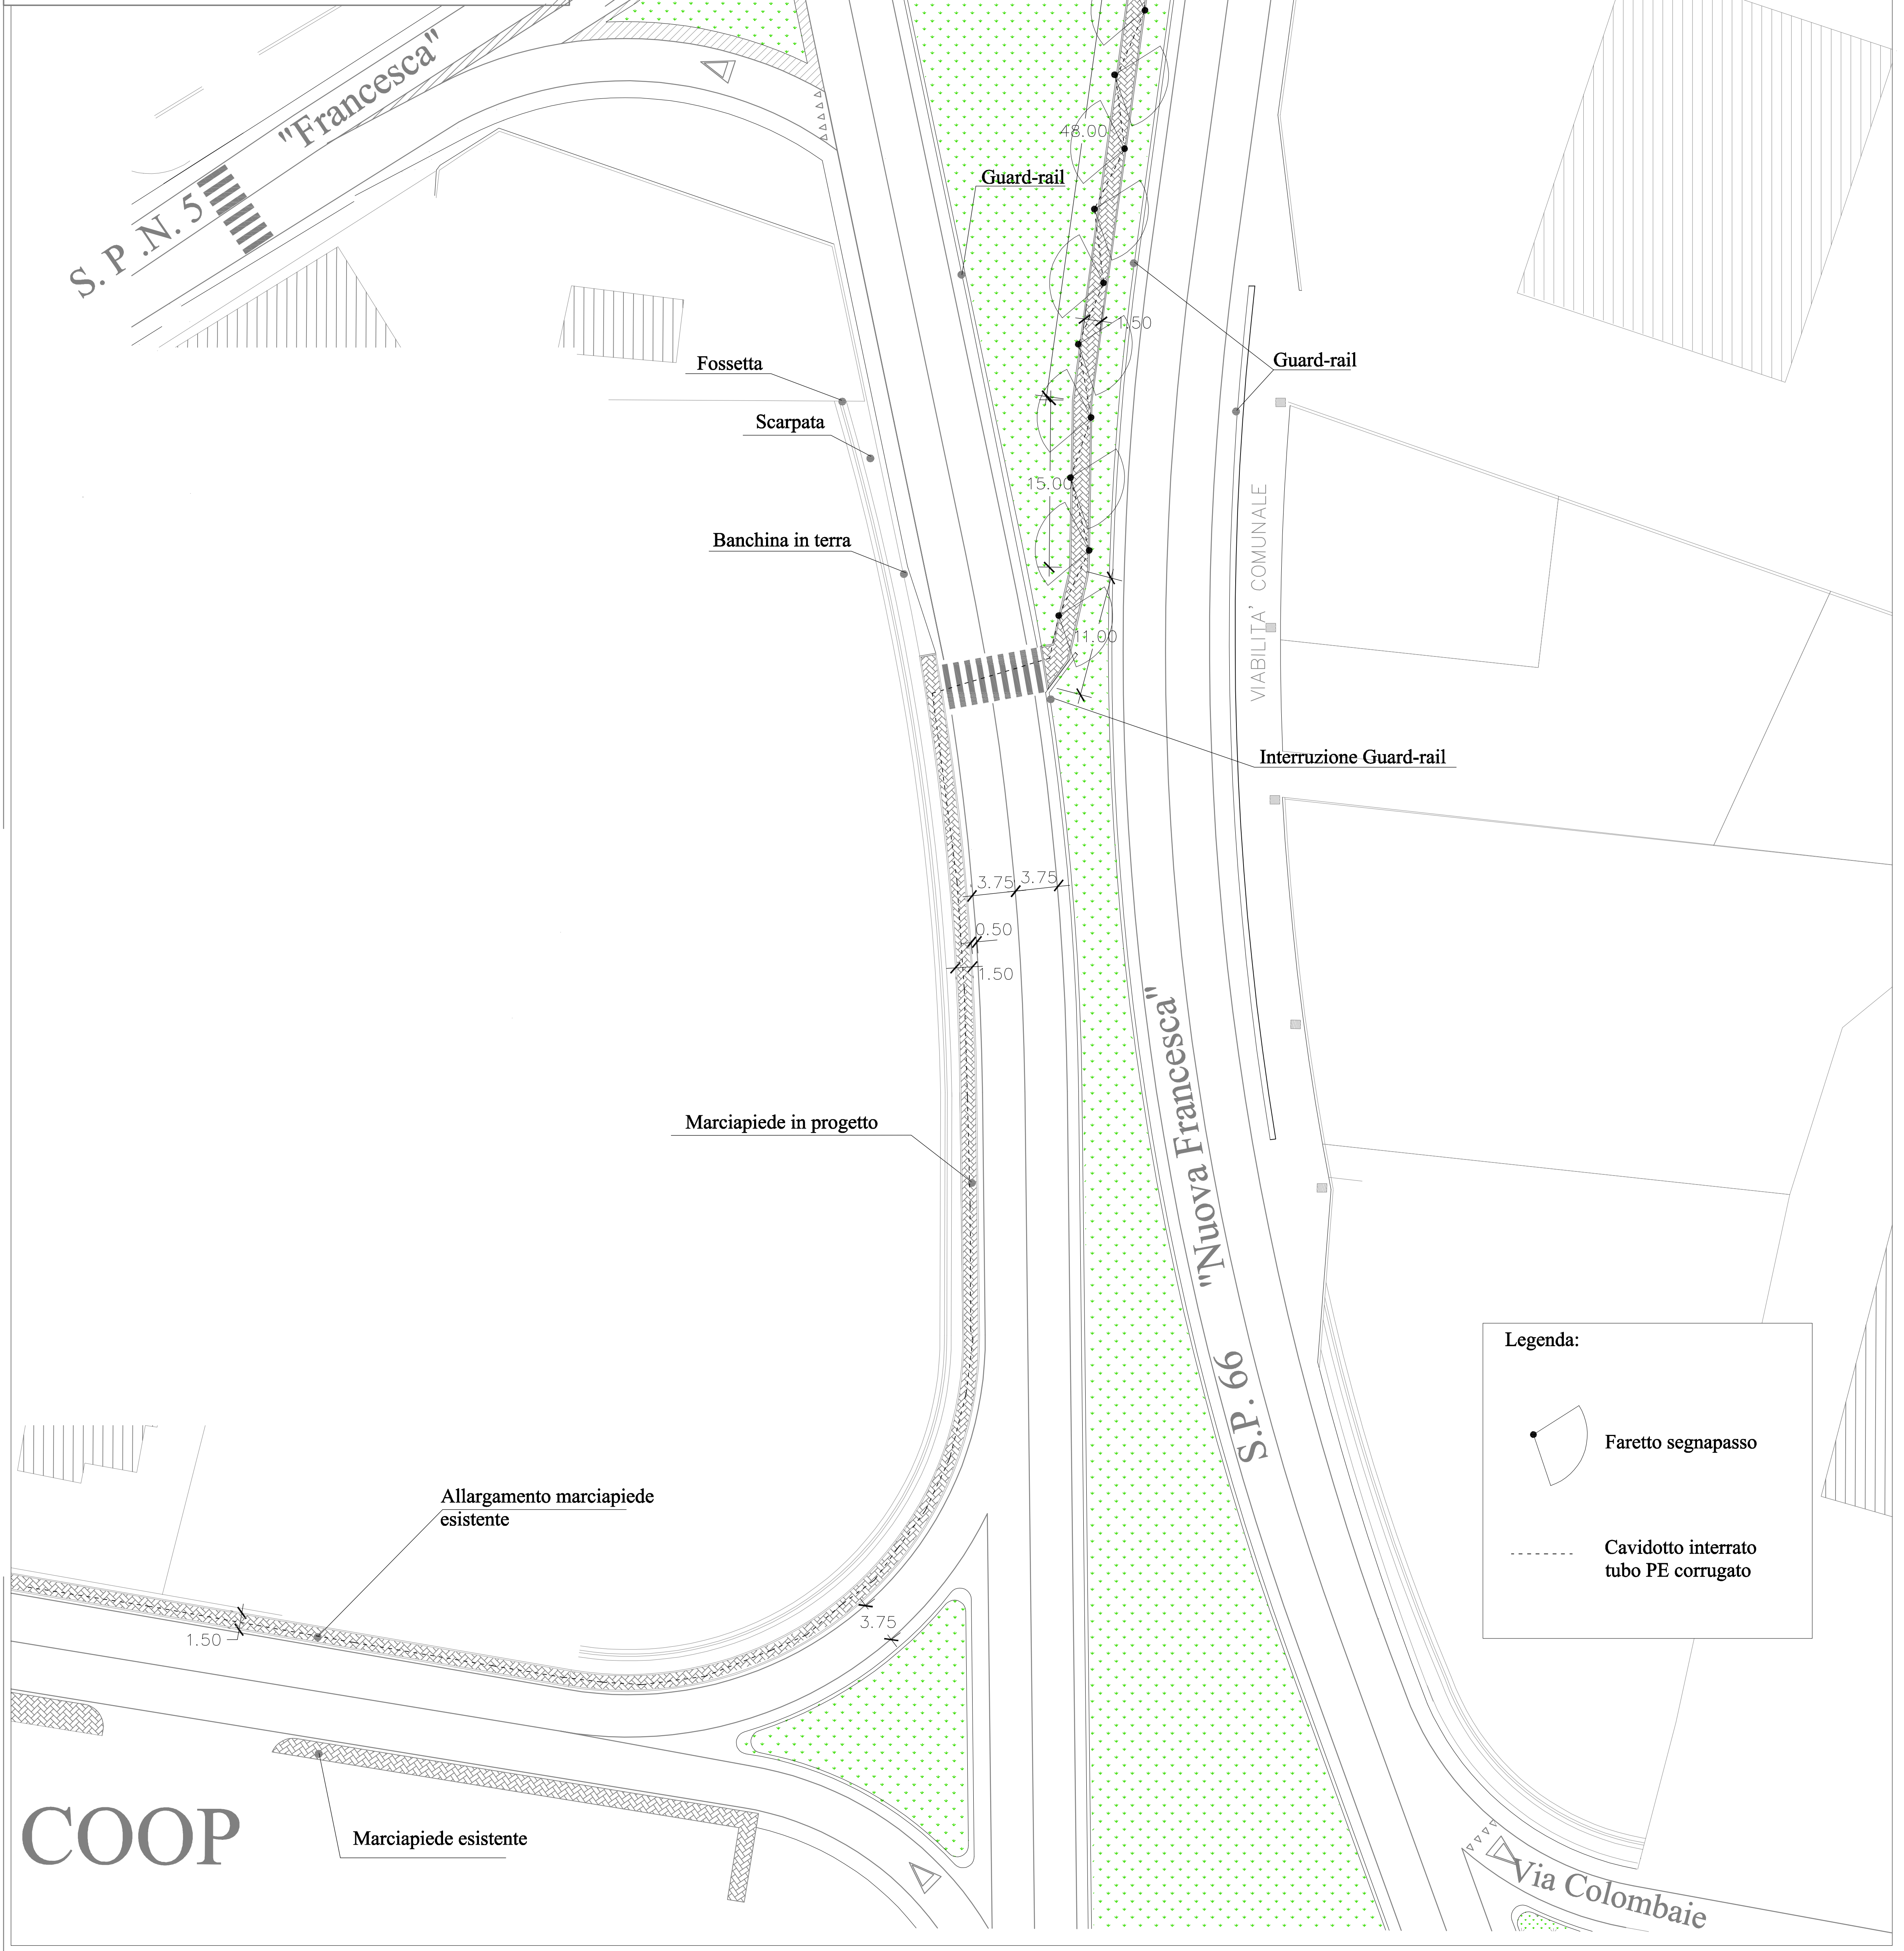 "Francesca"
S. P .N. 5
48.00
Guard-rail
1.50
Guard-rail
Fossetta
Scarpata
15.00
VIABILITA' COMUNALE
Banchina in terra
11.00
Interruzione Guard-rail
3.75
3.75
0.50
1.50
"Nuova Francesca"
S.P. 66
Marciapiede in progetto
Legenda:
Faretto segnapasso
Cavidotto interrato
tubo PE corrugato
Allargamento marciapiede
esistente
3.75
1.50
COOP
Marciapiede esistente
Via Colombaie